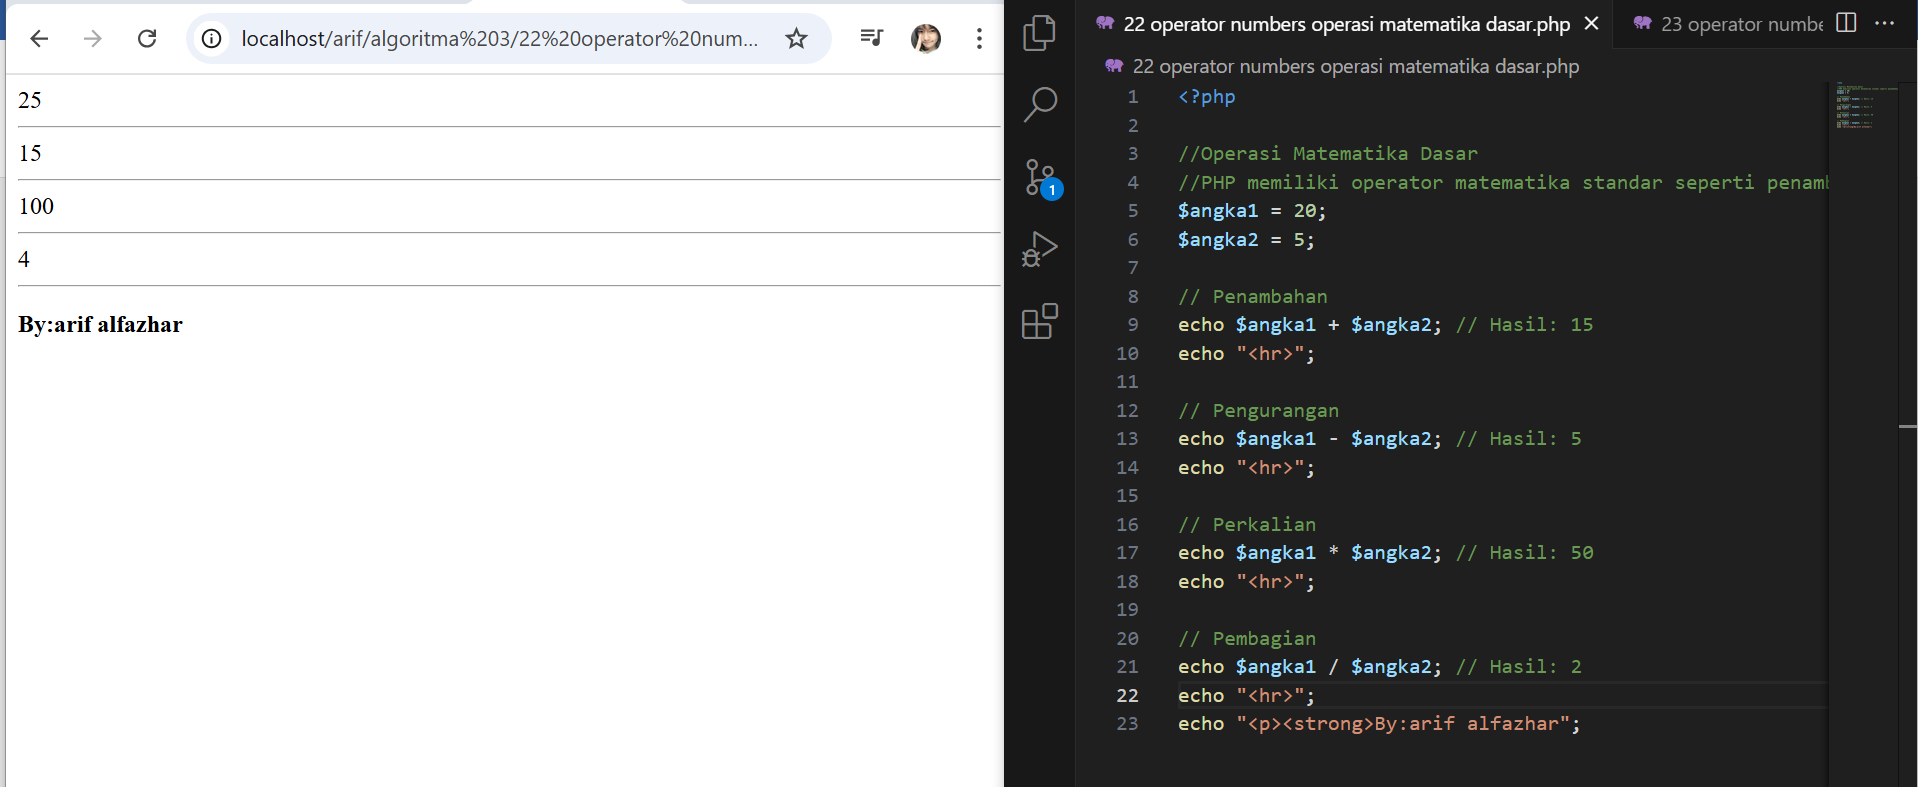 localhost/arif/algoritma%203/22%20operator%20num...
25
15
100
4
By:arif alfazhar
22 operator numbers operasi matematika dasar.php
23 operator numbe
22 operator numbers operasi matematika dasar.php
1
1 <?php
2
3 //Operasi Matematika Dasar
4 //PHP memiliki operator matematika standar seperti penamb
5 $angka1 = 20;
6 $angka2 = 5;
7
8 // Penambahan
9 echo $angka1 + $angka2; // Hasil: 15
10 echo "<hr>";
11
12 // Pengurangan
13 echo $angka1 - $angka2; // Hasil: 5
14 echo "<hr>";
15
16 // Perkalian
17 echo $angka1 * $angka2; // Hasil: 50
18 echo "<hr>";
19
20 // Pembagian
21 echo $angka1 / $angka2; // Hasil: 2
22 echo "<hr>";
23 echo "<p><strong>By:arif alfazhar";